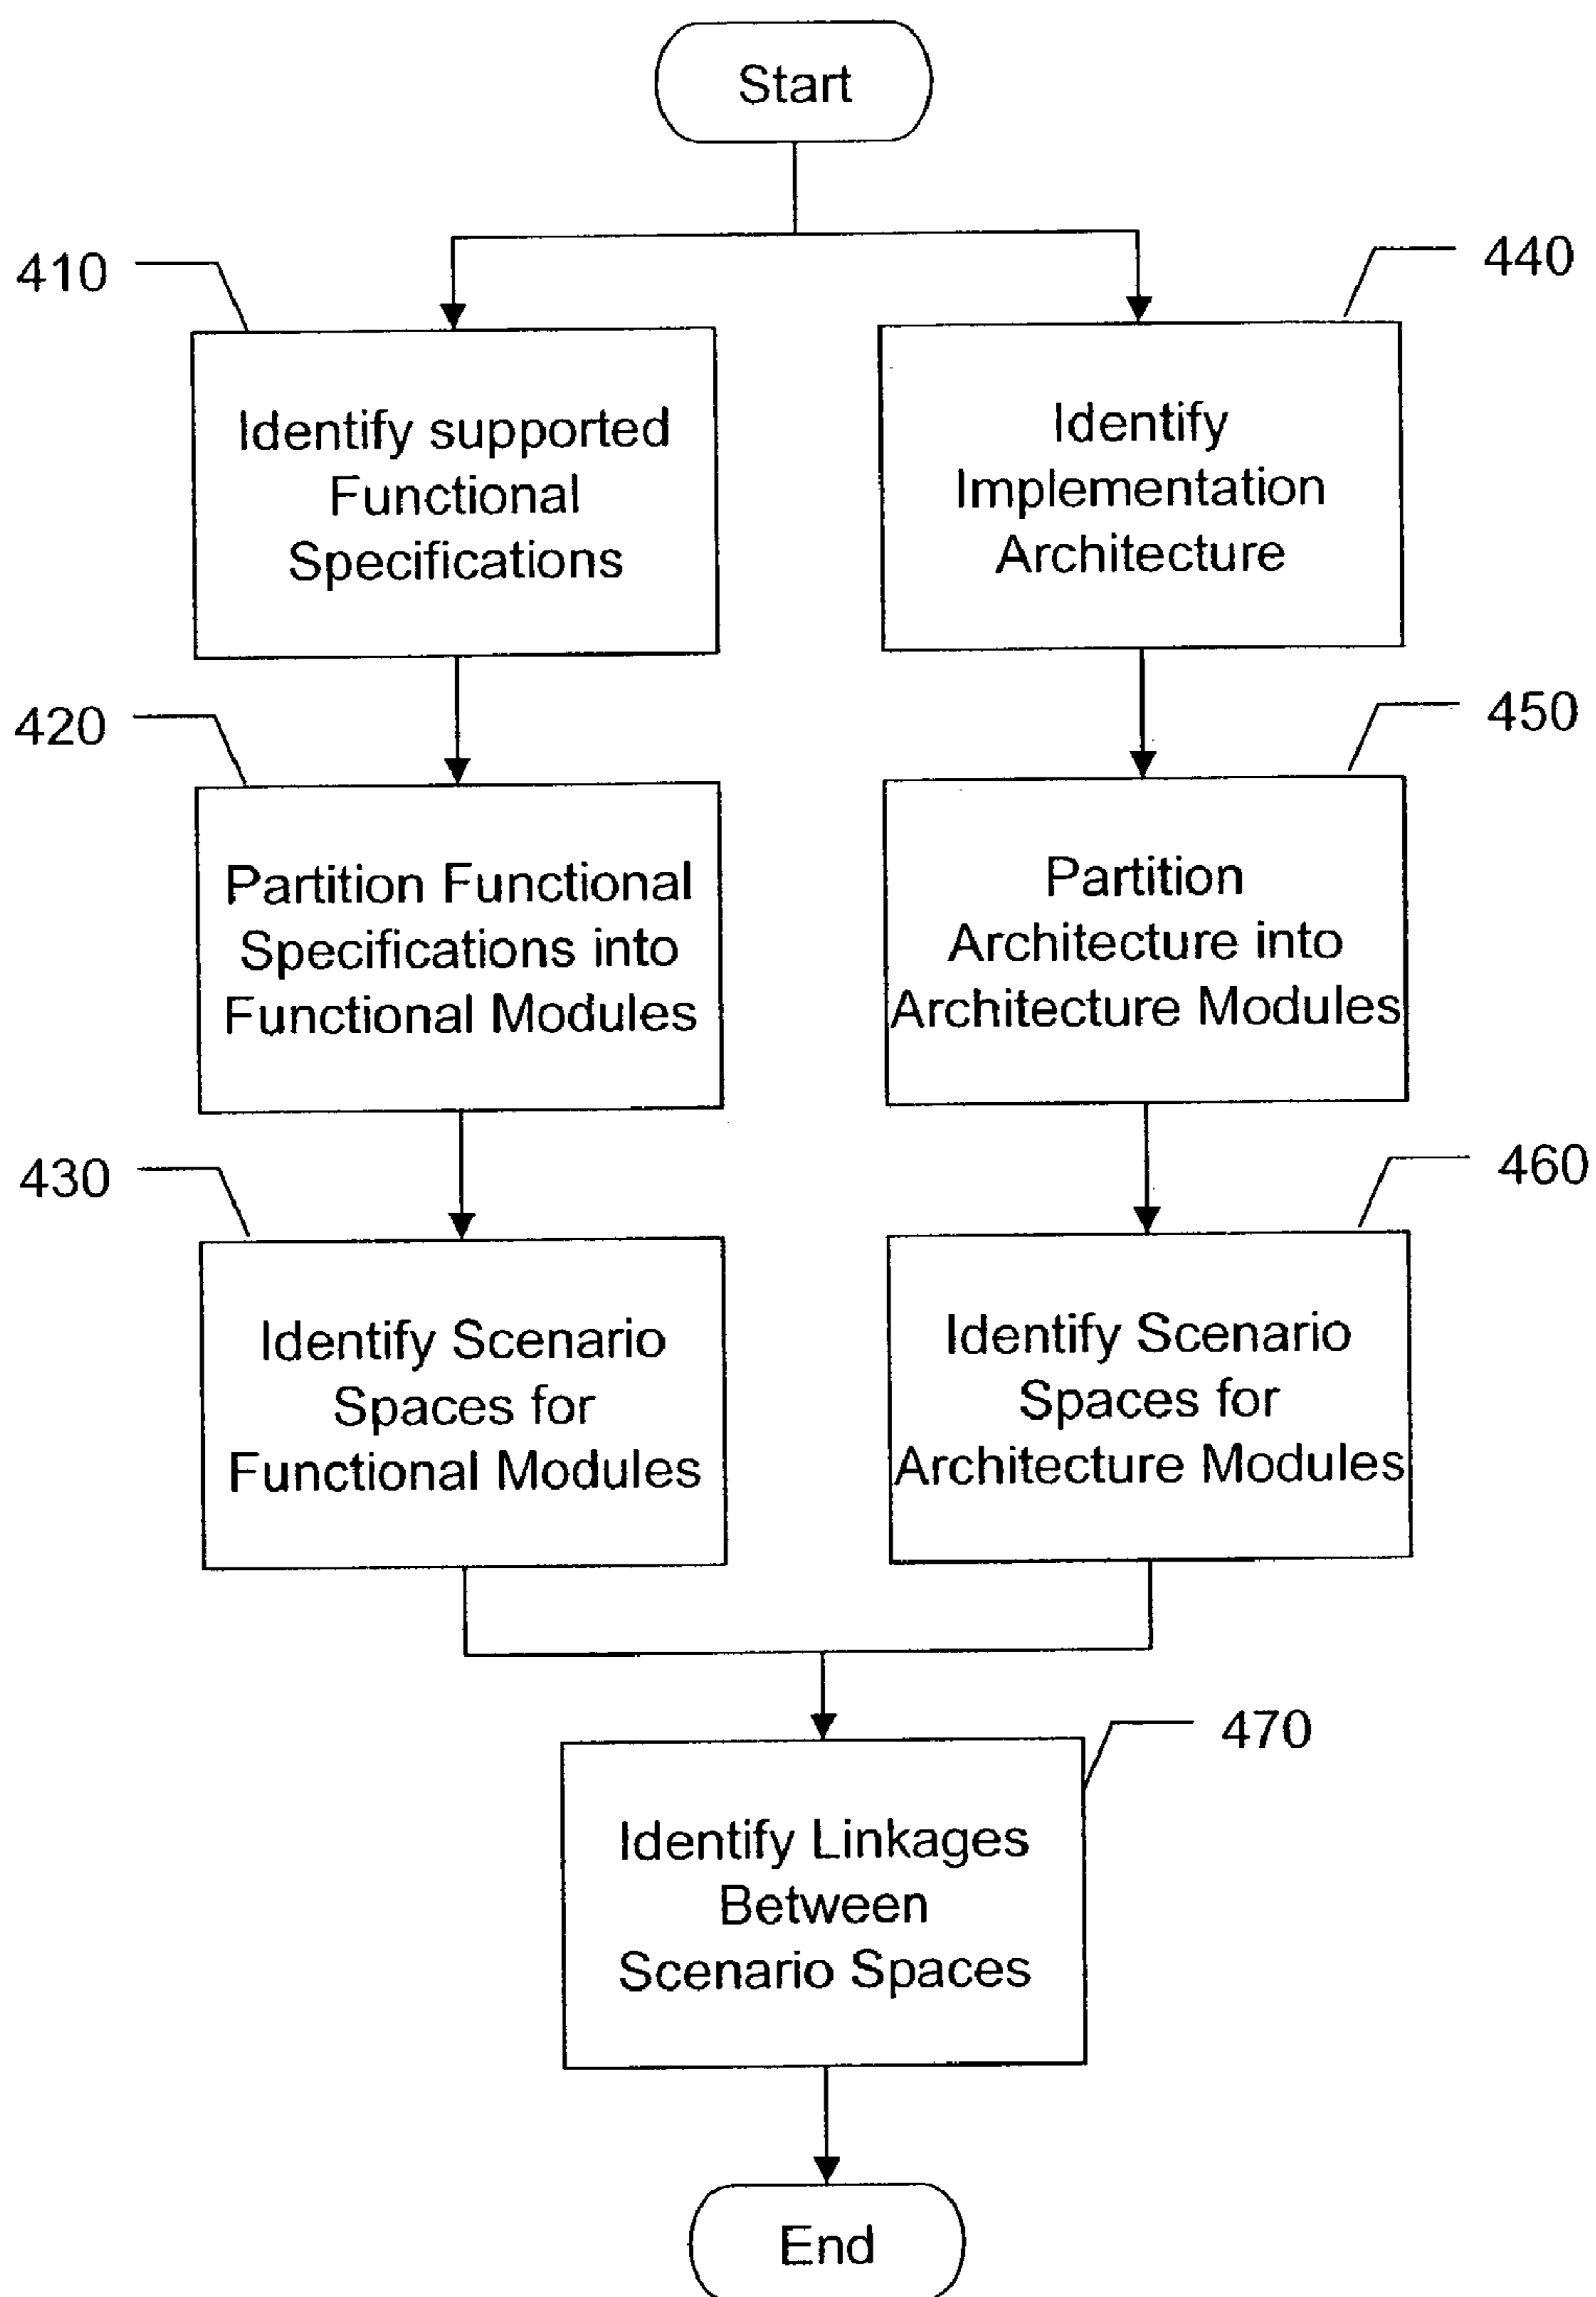 Start
410
Identify supported
Functional
Specifications
440
Identify
Implementation
Architecture
420
Partition Functional
Specifications into
Functional Modules
450
Partition
Architecture into
Architecture Modules
430
Identify Scenario
Spaces for
Functional Modules
460
Identify Scenario
Spaces for
Architecture Modules
470
Identify Linkages
Between
Scenario Spaces
End